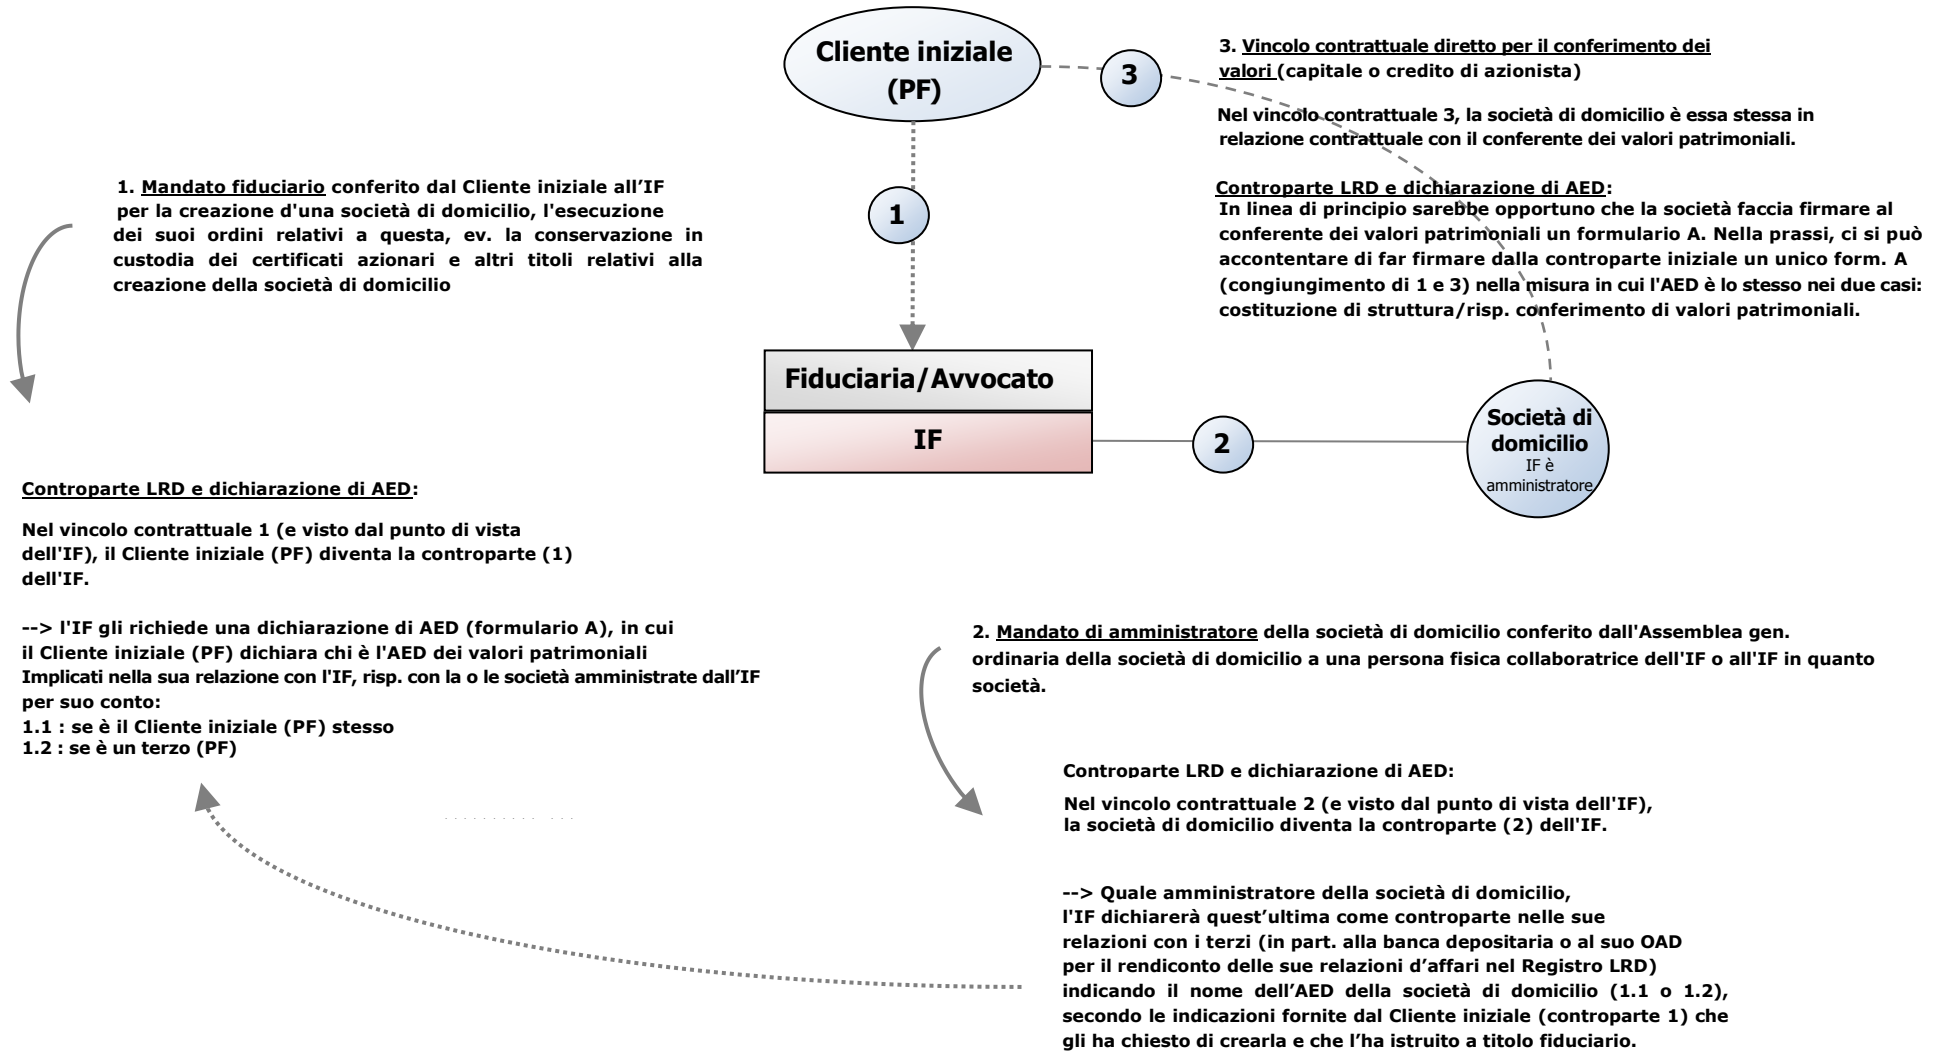 Cliente iniziale
(PF)
3
3. Vincolo contrattuale diretto per il conferimento dei
valori (capitale o credito di azionista)
Nel vincolo contrattuale 3, la società di domicilio è essa stessa in
relazione contrattuale con il conferente dei valori patrimoniali.
Controparte LRD e dichiarazione di AED:
In linea di principio sarebbe opportuno che la società faccia firmare al
conferente dei valori patrimoniali un formulario A. Nella prassi, ci si può
accontentare di far firmare dalla controparte iniziale un unico form. A
(congiungimento di 1 e 3) nella misura in cui l'AED è lo stesso nei due casi:
costituzione di struttura/risp. conferimento di valori patrimoniali.
1. Mandato fiduciario conferito dal Cliente iniziale all’IF
per la creazione d'una società di domicilio, l'esecuzione
dei suoi ordini relativi a questa, ev. la conservazione in
custodia dei certificati azionari e altri titoli relativi alla
creazione della società di domicilio
1
Fiduciaria/Avvocato
IF
2
Società di
domicilio
IF è
amministratore
Controparte LRD e dichiarazione di AED:
Nel vincolo contrattuale 1 (e visto dal punto di vista
dell'IF), il Cliente iniziale (PF) diventa la controparte (1)
dell'IF.
--> l'IF gli richiede una dichiarazione di AED (formulario A), in cui
il Cliente iniziale (PF) dichiara chi è l'AED dei valori patrimoniali
Implicati nella sua relazione con l'IF, risp. con la o le società amministrate dall’IF
per suo conto:
1.1 : se è il Cliente iniziale (PF) stesso
1.2 : se è un terzo (PF)
2. Mandato di amministratore della società di domicilio conferito dall'Assemblea gen.
ordinaria della società di domicilio a una persona fisica collaboratrice dell'IF o all'IF in quanto
società.
Controparte LRD e dichiarazione di AED:
Nel vincolo contrattuale 2 (e visto dal punto di vista dell'IF),
la società di domicilio diventa la controparte (2) dell'IF.
--> Quale amministratore della società di domicilio,
l'IF dichiarerà quest’ultima come controparte nelle sue
relazioni con i terzi (in part. alla banca depositaria o al suo OAD
per il rendiconto delle sue relazioni d’affari nel Registro LRD)
indicando il nome dell’AED della società di domicilio (1.1 o 1.2),
secondo le indicazioni fornite dal Cliente iniziale (controparte 1) che
gli ha chiesto di crearla e che l’ha istruito a titolo fiduciario.